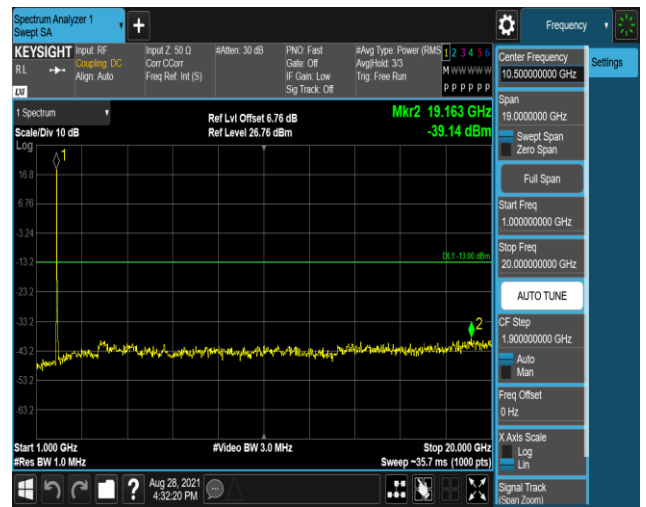 Spectrum Analyzer 1
Swept SA
Frequency
KEYSIGHT
RL
LXI
Input: RF
Coupling: DC
Align: Auto
Input Z: 50 Ω
Corr CCorr
Freq Ref: Int (S)
#Atten: 30 dB
PNO: Fast
Gate: Off
IF Gain: Low
Sig Track: Off
#Avg Type: Power (RMS
Avg|Hold: 3/3
Trig: Free Run
1 2 3 4 5 6
M W W W W W
P P P P P P
1 Spectrum
Scale/Div 10 dB
Log
Ref Lvl Offset 6.76 dB
Ref Level 26.76 dBm
Mkr2 19.163 GHz
-39.14 dBm
1
16.8
6.76
-3.24
-13.2
-23.2
-33.2
-43.2
-53.2
-63.2
DL1 -13.00 dBm
2
Start 1.000 GHz
#Res BW 1.0 MHz
#Video BW 3.0 MHz
Stop 20.000 GHz
Sweep ~35.7 ms (1000 pts)
Center Frequency
10.500000000 GHz
Settings
Span
19.0000000 GHz
Swept Span
Zero Span
Full Span
Start Freq
1.000000000 GHz
Stop Freq
20.000000000 GHz
AUTO TUNE
CF Step
1.900000000 GHz
Auto
Man
Freq Offset
0 Hz
X Axis Scale
Log
Lin
Signal Track
(Span Zoom)
?
Aug 28, 2021
4:32:20 PM